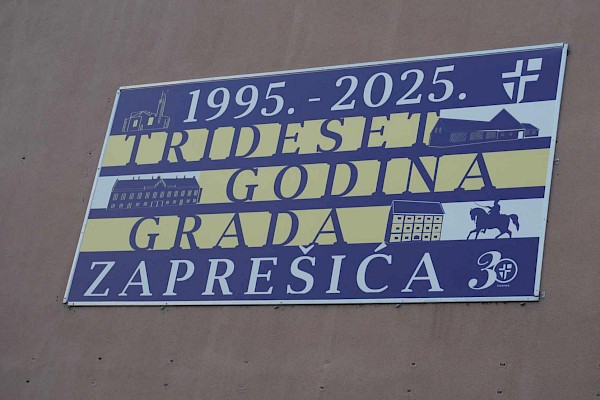 1995. - 2025.
TRIDESET
GODINA
GRADA
ZAPREŠIĆA
30